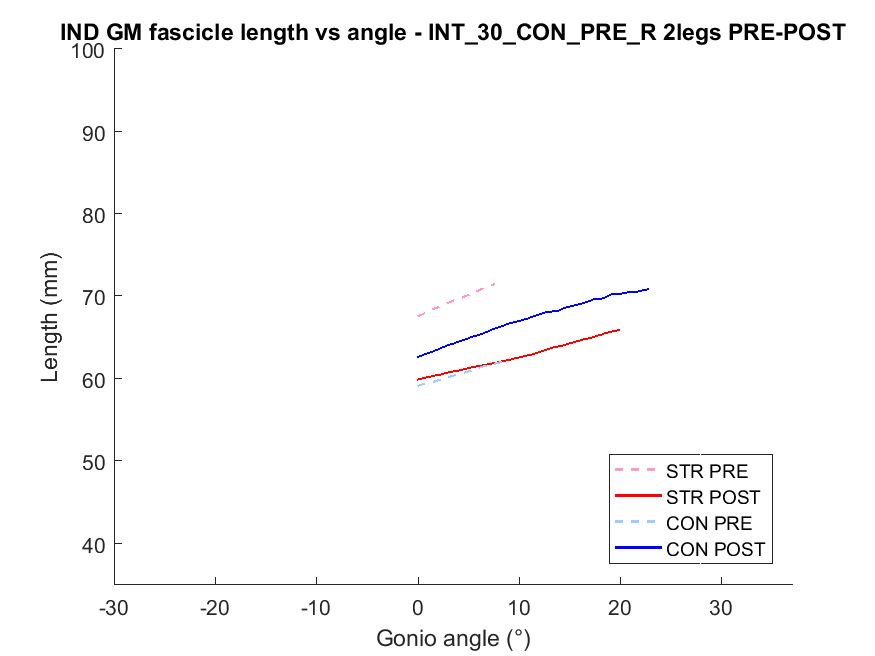 IND GM fascicle length vs angle - INT_30_CON_PRE_R 2legs PRE-POST
100
90
80
70
60
50
40
Length (mm)
-30
-20
-10
0
10
20
30
Gonio angle (°)
STR PRE
STR POST
CON PRE
CON POST